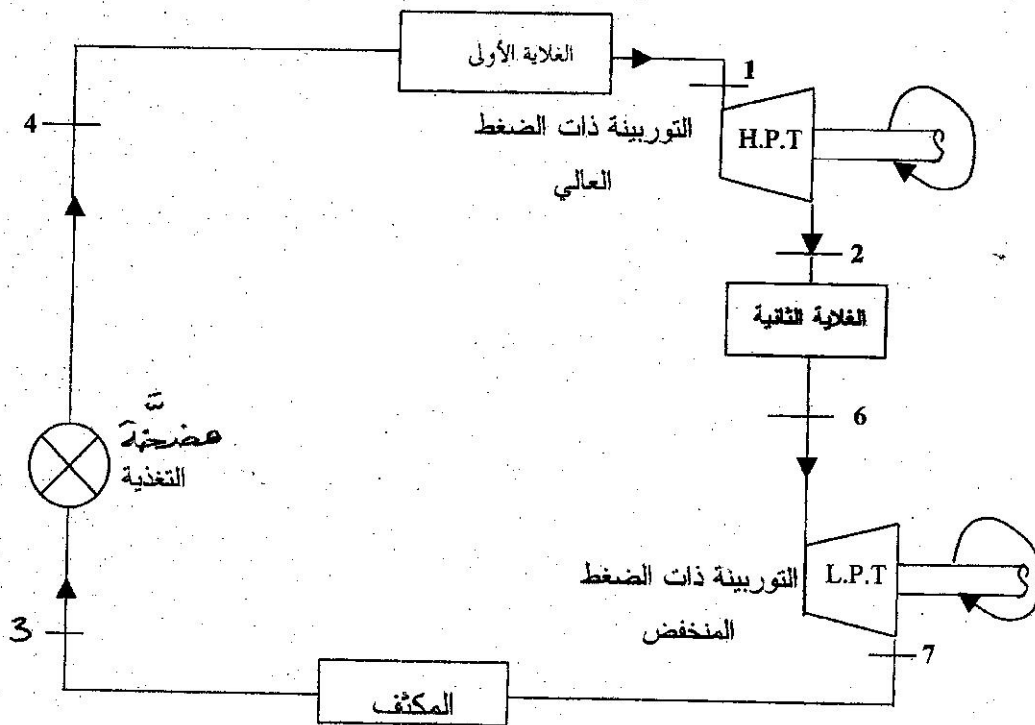 الغلاية الأولى
1
4
التوربينة ذات الضغط
العالي
H.P.T
2
الغلاية الثانية
6
مضخة
التغذية
التوربينة ذات الضغط
المنخفض
L.P.T
3
7
المكثف